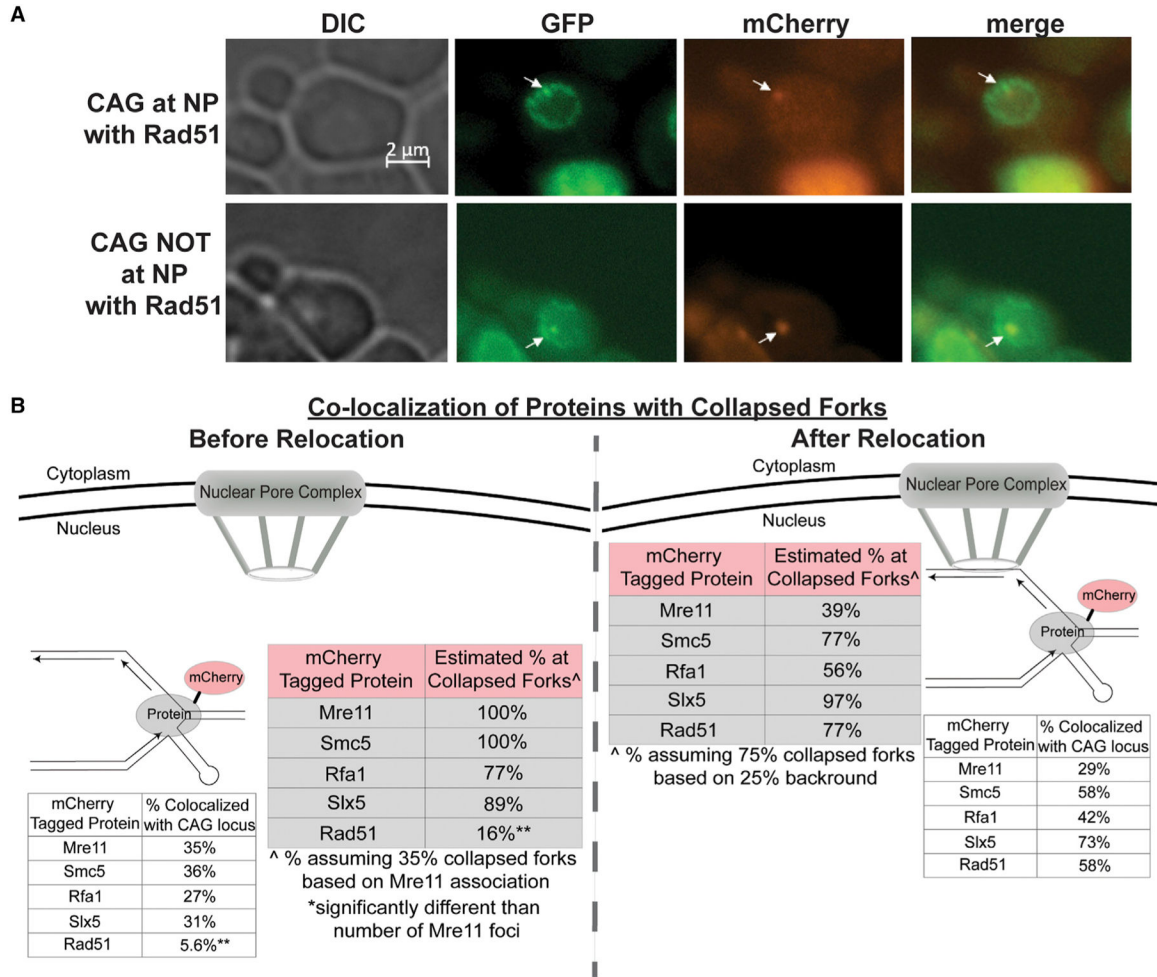 A
DIC
GFP
mCherry
merge
CAG at NP
with Rad51
2 μm
CAG NOT
at NP
with Rad51
B
Co-localization of Proteins with Collapsed Forks
Before Relocation
Cytoplasm
Nuclear Pore Complex
Nucleus
mCherry
Protein
mCherry Tagged Protein | Estimated % at Collapsed Forks^
Mre11 100%
Smc5 100%
Rfa1 77%
Slx5 89%
Rad51 16%**
^ % assuming 35% collapsed forks
based on Mre11 association
*significantly different than
number of Mre11 foci
mCherry % Colocalized
Tagged Protein with CAG locus
Mre11 35%
Smc5 36%
Rfa1 27%
Slx5 31%
Rad51 5.6%**
After Relocation
Cytoplasm
Nuclear Pore Complex
Nucleus
mCherry Estimated % at
Tagged Protein Collapsed Forks^
Mre11 39%
Smc5 77%
Rfa1 56%
Slx5 97%
Rad51 77%
^ % assuming 75% collapsed forks
based on 25% backround
mCherry
Protein
mCherry % Colocalized
Tagged Protein with CAG locus
Mre11 29%
Smc5 58%
Rfa1 42%
Slx5 73%
Rad51 58%